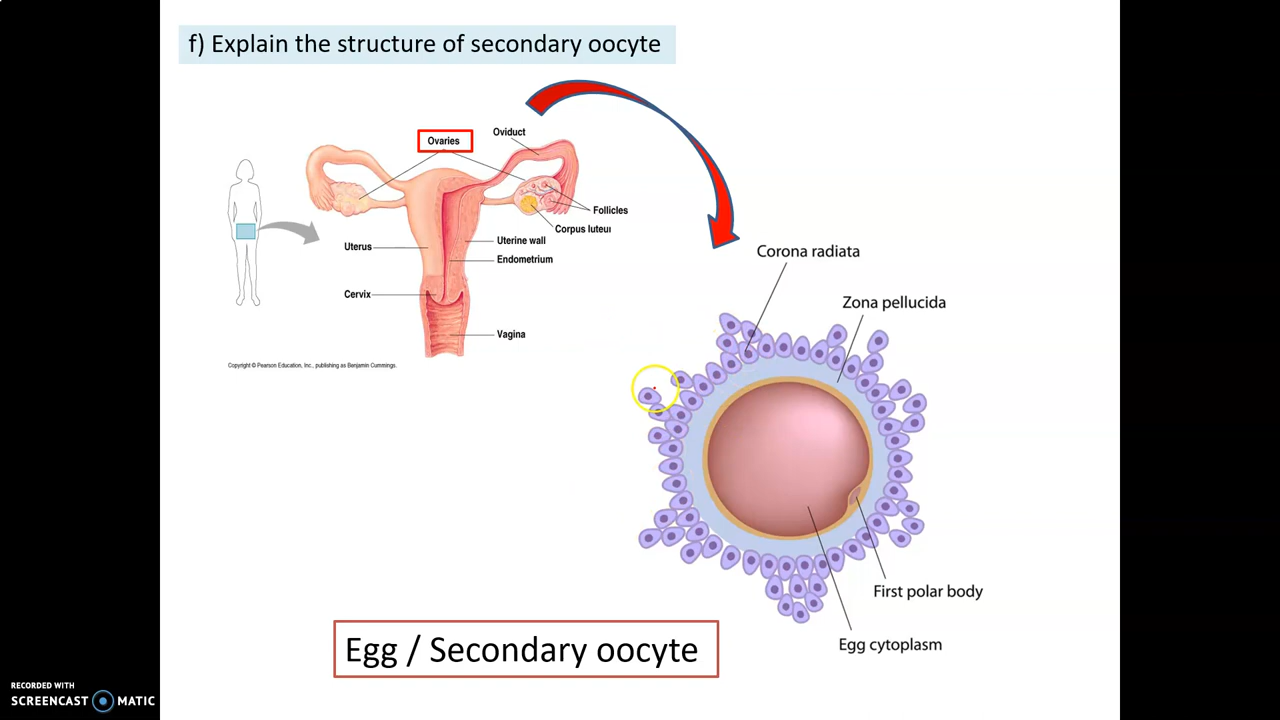 f) Explain the structure of secondary oocyte
Ovaries
Oviduct
Follicles
Corpus luteu
Uterus
Uterine wall
Endometrium
Cervix
Vagina
Copyright © Pearson Education, Inc., publishing as Benjamin Cummings.
Corona radiata
Zona pellucida
First polar body
Egg cytoplasm
Egg / Secondary oocyte
RECORDED WITH
SCREENCAST MATIC